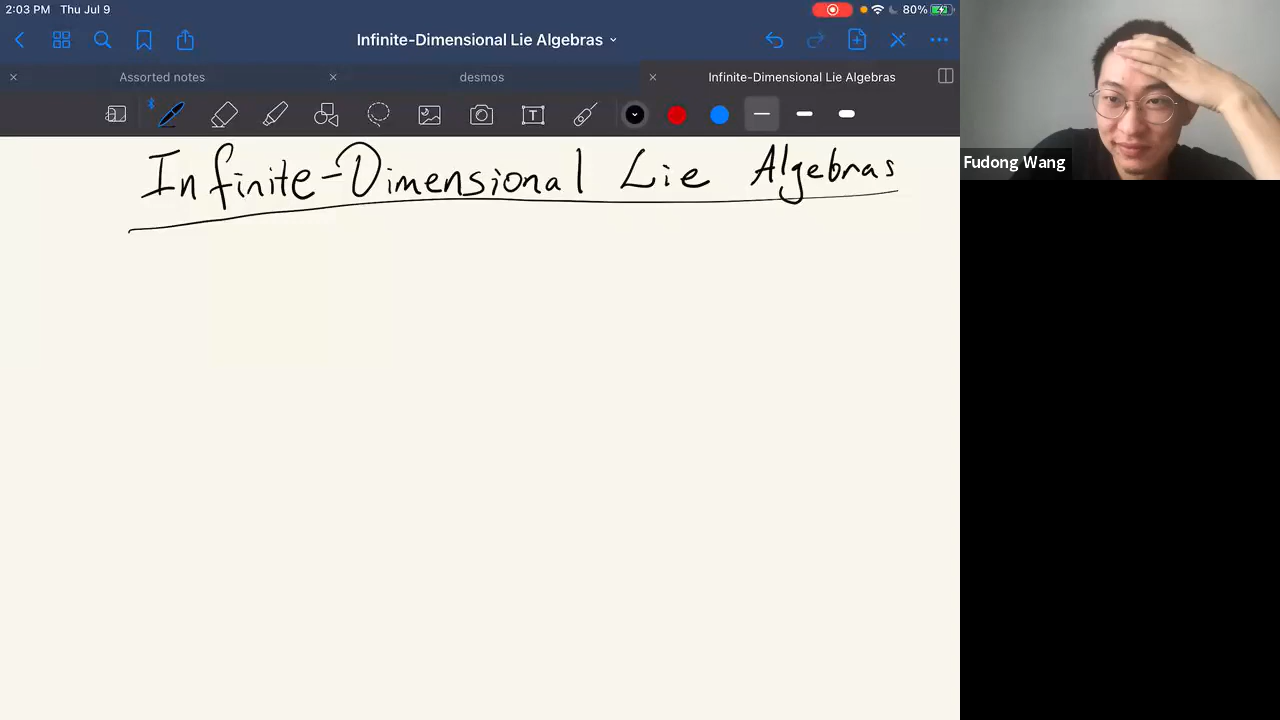 2:03 PM Thu Jul 9 80%
Infinite-Dimensional Lie Algebras
Assorted notes desmos Infinite-Dimensional Lie Algebras
T
Infinite-Dimensional Lie Algebras
Fudong Wang